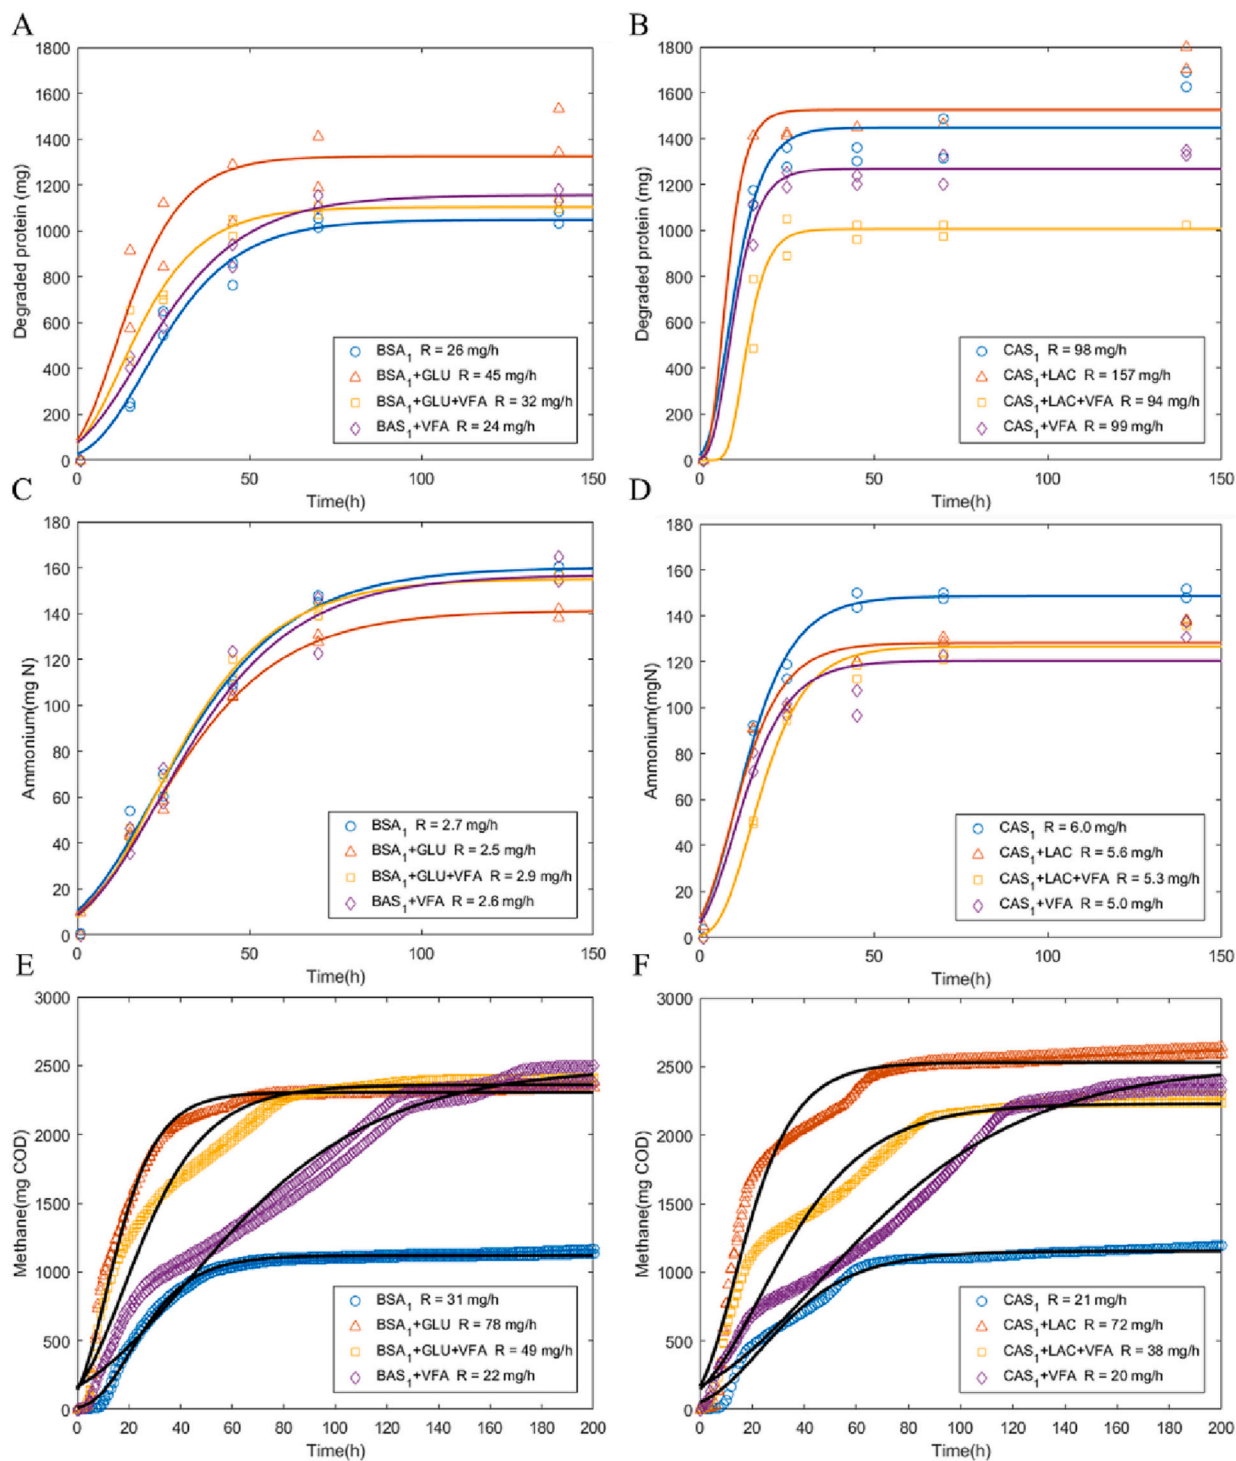 A
1800
1600
1400
1200
1000
800
600
400
200
0
Degraded protein (mg)
BSA₁ R = 26 mg/h
BSA₁+GLU R = 45 mg/h
BSA₁+GLU+VFA R = 32 mg/h
BAS₁+VFA R = 24 mg/h
0 50 100 150
Time(h)
B
1800
1600
1400
1200
1000
800
600
400
200
0
Degraded protein (mg)
CAS₁ R = 98 mg/h
CAS₁+LAC R = 157 mg/h
CAS₁+LAC+VFA R = 94 mg/h
CAS₁+VFA R = 99 mg/h
0 50 100 150
Time(h)
C
180
160
140
120
100
80
60
40
20
0
Ammonium(mg N)
BSA₁ R = 2.7 mg/h
BSA₁+GLU R = 2.5 mg/h
BSA₁+GLU+VFA R = 2.9 mg/h
BAS₁+VFA R = 2.6 mg/h
0 50 100 150
Time(h)
D
180
160
140
120
100
80
60
40
20
0
Ammonium(mgN)
CAS₁ R = 6.0 mg/h
CAS₁+LAC R = 5.6 mg/h
CAS₁+LAC+VFA R = 5.3 mg/h
CAS₁+VFA R = 5.0 mg/h
0 50 100 150
Time(h)
E
3000
2500
2000
1500
1000
500
0
Methane(mg COD)
BSA₁ R = 31 mg/h
BSA₁+GLU R = 78 mg/h
BSA₁+GLU+VFA R = 49 mg/h
BAS₁+VFA R = 22 mg/h
0 20 40 60 80 100 120 140 160 180 200
Time(h)
F
3000
2500
2000
1500
1000
500
0
Methane(mg COD)
CAS₁ R = 21 mg/h
CAS₁+LAC R = 72 mg/h
CAS₁+LAC+VFA R = 38 mg/h
CAS₁+VFA R = 20 mg/h
0 20 40 60 80 100 120 140 160 180 200
Time(h)